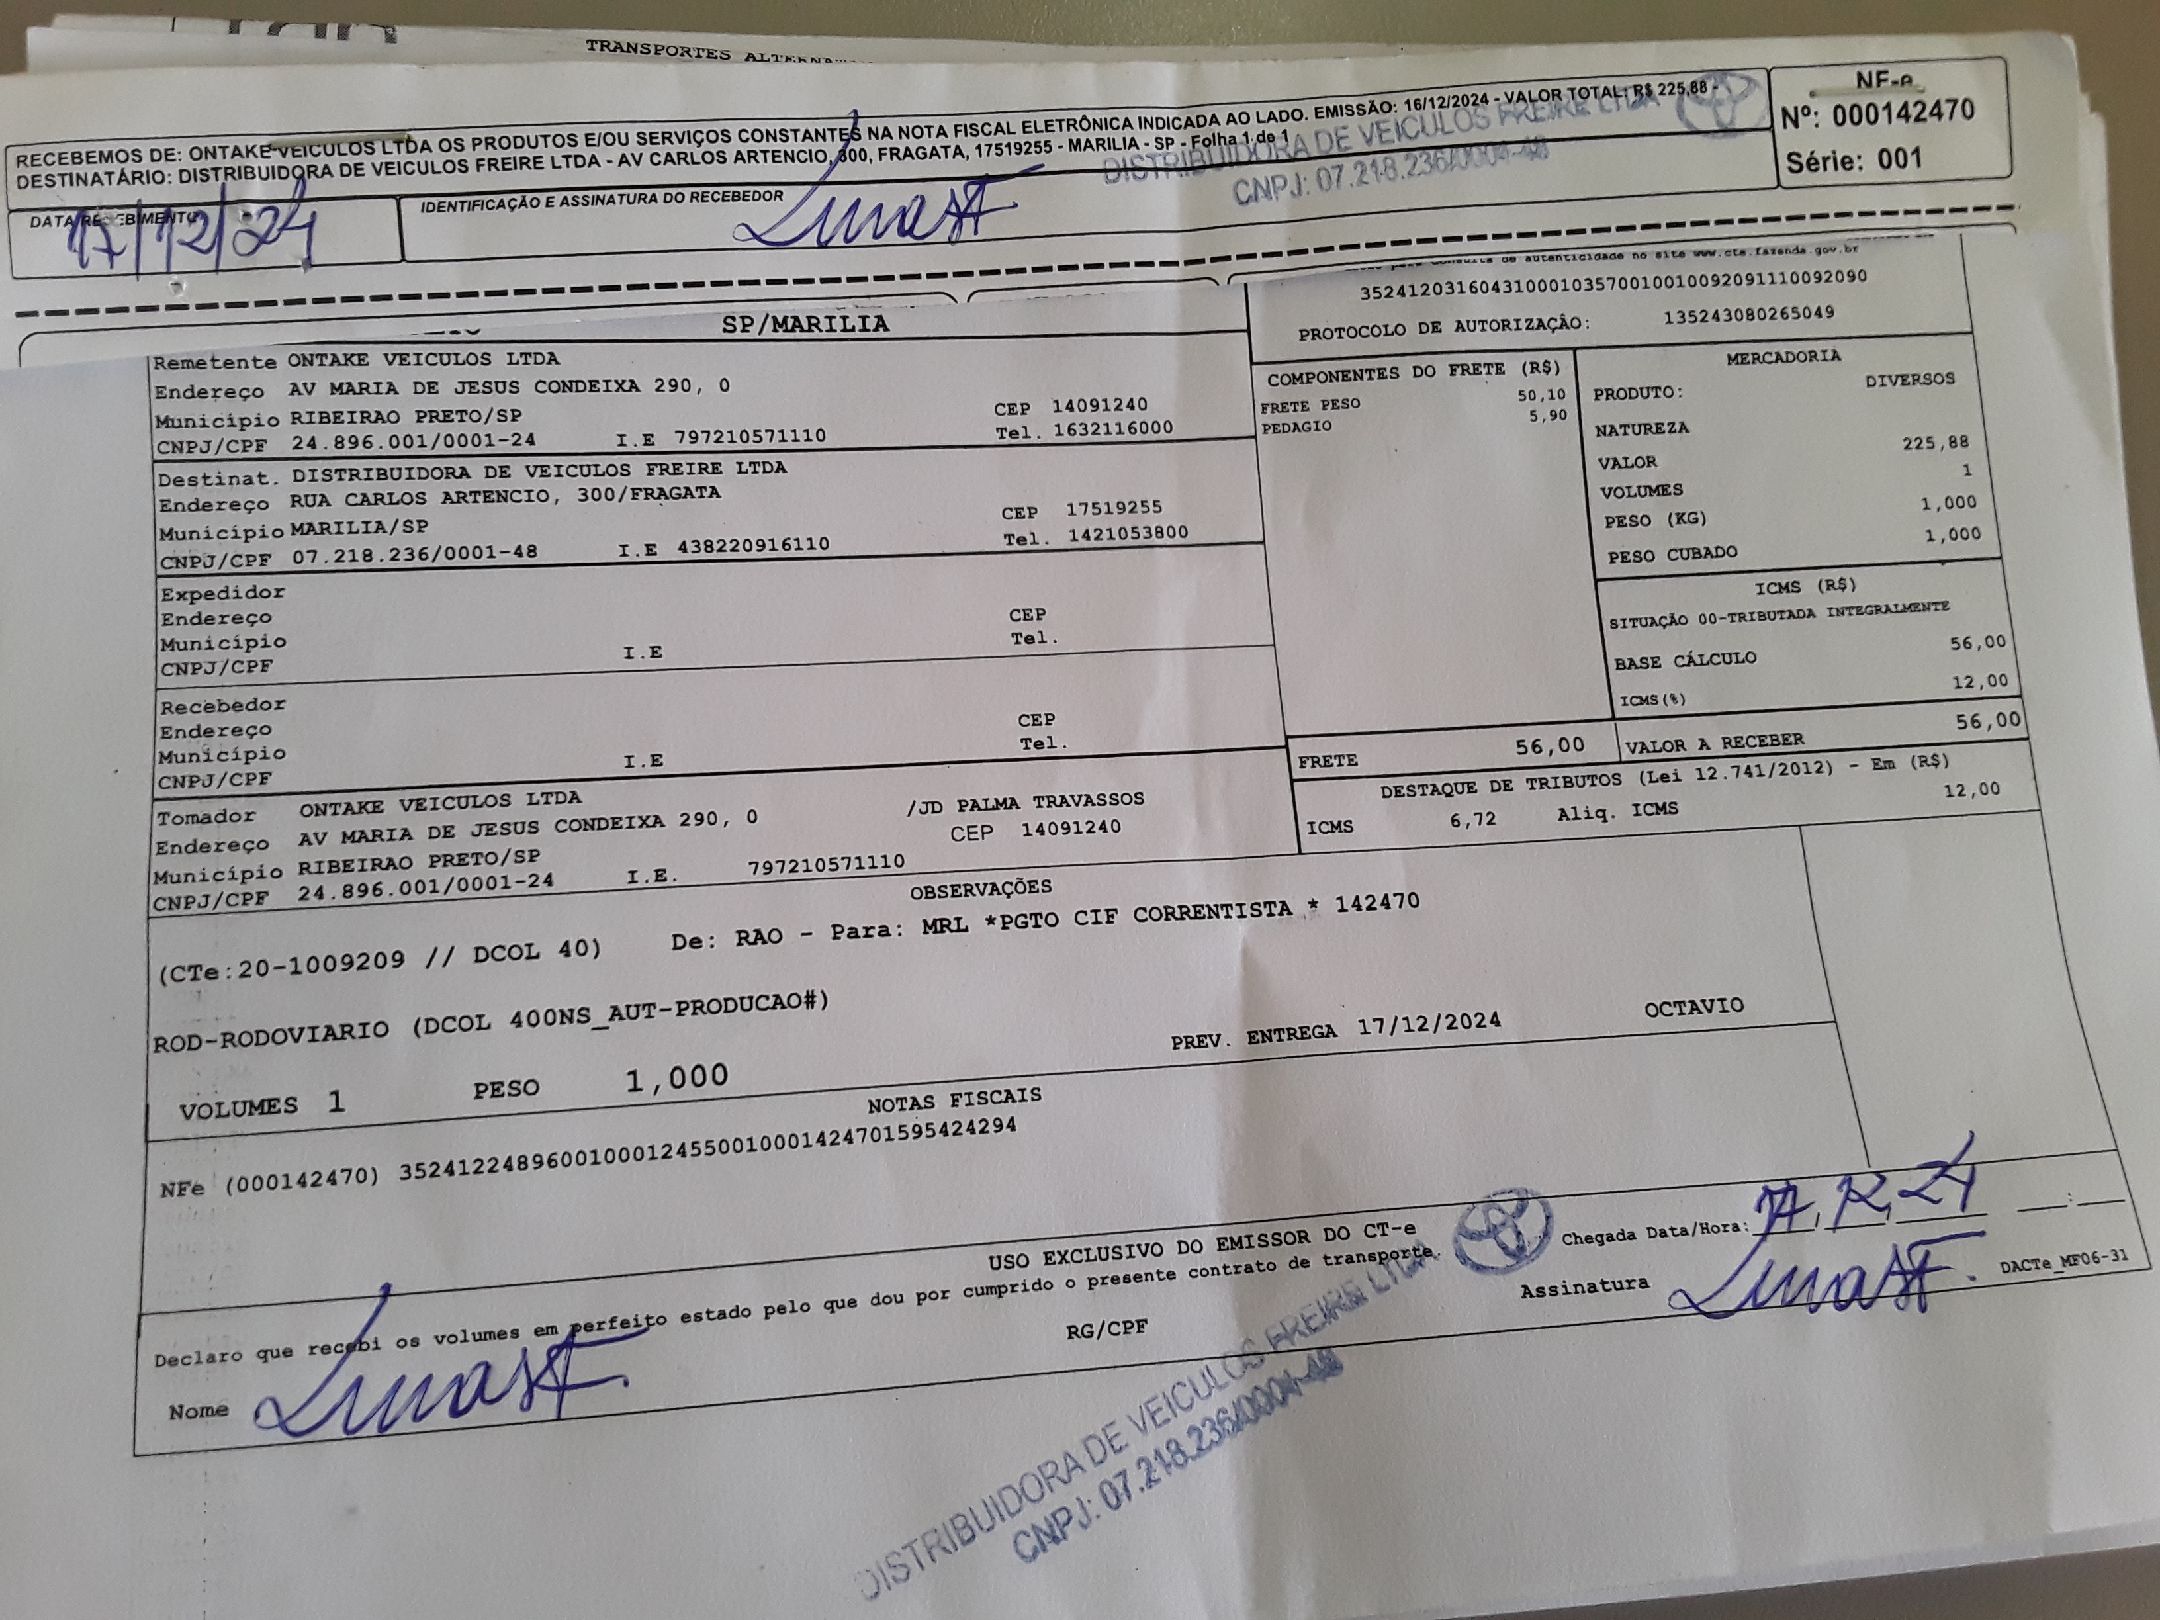 TRANSPORTES
RECEBEMOS DE: ONTAKE VEICULOS LTDA OS PRODUTOS E/OU SERVIÇOS CONSTANTES NA NOTA FISCAL ELETRÔNICA INDICADA AO LADO. EMISSÃO: 16/12/2024 - VALOR TOTAL: R$ 225,88 -
DESTINATÁRIO: DISTRIBUIDORA DE VEICULOS FREIRE LTDA - AV CARLOS ARTENCIO, 300, FRAGATA, 17519255 - MARILIA - SP - Folha 1 de 1
NF-e
Nº: 000142470
Série: 001
DISTRIBUIDORA DE VEICULOS FREIRE LTDA
CNPJ: 07.218.236/0001-48
DATA RECEBIMENTO
17/12/24
IDENTIFICAÇÃO E ASSINATURA DO RECEBEDOR
consulta de autenticidade no site www.cte.fazenda.gov.br
35241203160431000103570010010092091110092090
PROTOCOLO DE AUTORIZAÇÃO: 135243080265049
SP/MARILIA
Remetente ONTAKE VEICULOS LTDA
Endereço AV MARIA DE JESUS CONDEIXA 290, 0
Município RIBEIRAO PRETO/SP CEP 14091240
CNPJ/CPF 24.896.001/0001-24 I.E 797210571110 Tel. 1632116000
Destinat. DISTRIBUIDORA DE VEICULOS FREIRE LTDA
Endereço RUA CARLOS ARTENCIO, 300/FRAGATA
Município MARILIA/SP CEP 17519255
CNPJ/CPF 07.218.236/0001-48 I.E 438220916110 Tel. 1421053800
Expedidor
Endereço CEP
Município Tel.
CNPJ/CPF I.E
Recebedor
Endereço CEP
Município Tel.
CNPJ/CPF I.E
Tomador ONTAKE VEICULOS LTDA
Endereço AV MARIA DE JESUS CONDEIXA 290, 0 /JD PALMA TRAVASSOS
Município RIBEIRAO PRETO/SP CEP 14091240
CNPJ/CPF 24.896.001/0001-24 I.E. 797210571110
COMPONENTES DO FRETE (R$)
FRETE PESO 50,10
PEDAGIO 5,90
MERCADORIA
PRODUTO: DIVERSOS
NATUREZA
VALOR 225,88
VOLUMES 1
PESO (KG) 1,000
PESO CUBADO 1,000
ICMS (R$)
SITUAÇÃO 00-TRIBUTADA INTEGRALMENTE
BASE CÁLCULO 56,00
ICMS(%) 12,00
FRETE 56,00 VALOR A RECEBER 56,00
DESTAQUE DE TRIBUTOS (Lei 12.741/2012) - Em (R$)
ICMS 6,72 Aliq. ICMS 12,00
OBSERVAÇÕES
(CTe:20-1009209 // DCOL 40) De: RAO - Para: MRL *PGTO CIF CORRENTISTA * 142470
ROD-RODOVIARIO (DCOL 400NS_AUT-PRODUCAO#)
PREV. ENTREGA 17/12/2024 OCTAVIO
VOLUMES 1 PESO 1,000
NOTAS FISCAIS
NFe (000142470) 35241224896001000124550010001424701595424294
USO EXCLUSIVO DO EMISSOR DO CT-e
Declaro que recebi os volumes em perfeito estado pelo que dou por cumprido o presente contrato de transporte.
Chegada Data/Hora: 17,12,24 :
Nome RG/CPF Assinatura
DACTe_MF06-31
DISTRIBUIDORA DE VEICULOS FREIRE LTDA
CNPJ: 07.218.236/0001-48